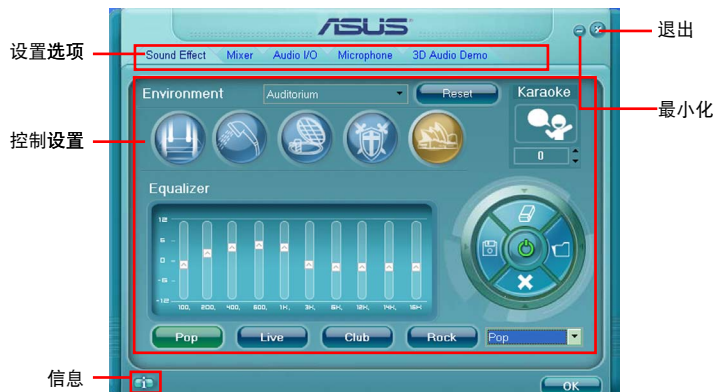 ASUS
退出
设置选项
Sound Effect Mixer Audio I/O Microphone 3D Audio Demo
最小化
Environment Auditorium Reset Karaoke
控制设置
0
Equalizer
12
6
0
-6
-12
100, 200, 400, 600, 1K, 3K, 6K, 12K, 14K, 16K
Pop Live Club Rock Pop
信息
i
OK